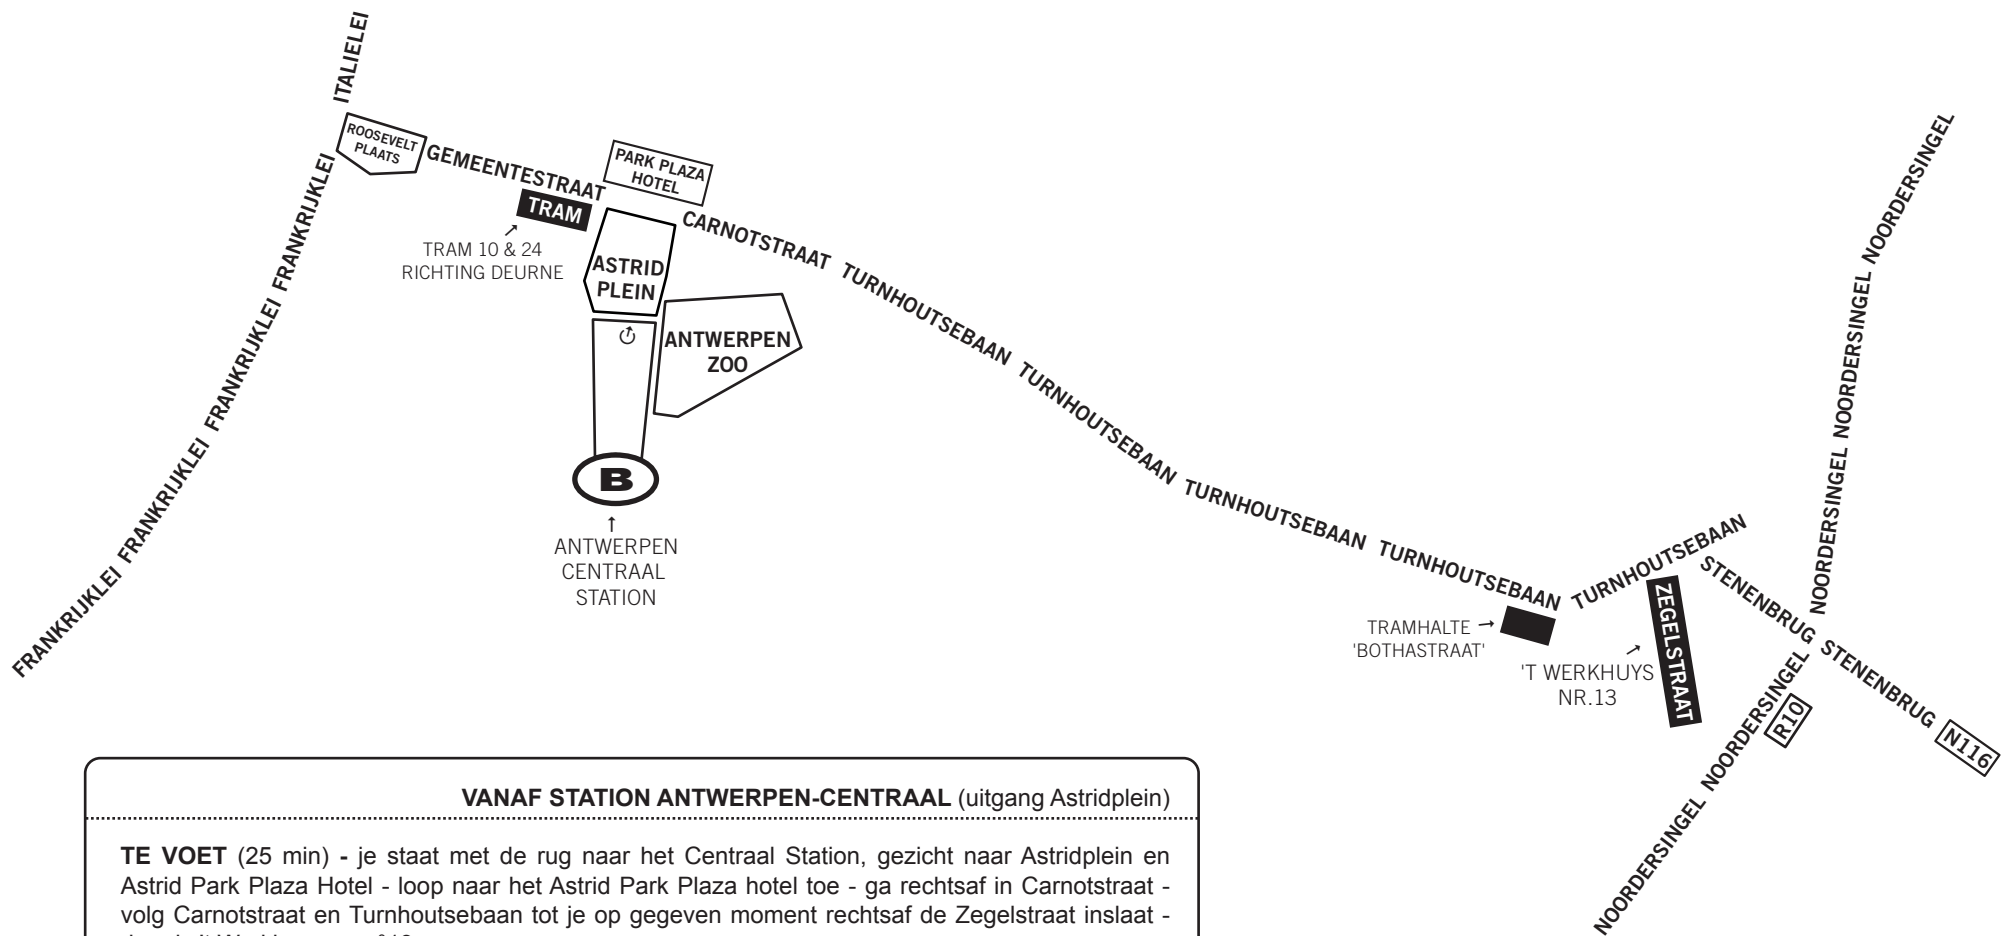 ITALIELEI
ROOSEVELT
PLAATS
GEMEENTESTRAAT
PARK PLAZA
HOTEL
TRAM
TRAM 10 & 24
RICHTING DEURNE
ASTRID
PLEIN
CARNOTSTRAAT TURNHOUTSEBAAN TURNHOUTSEBAAN TURNHOUTSEBAAN TURNHOUTSEBAAN TURNHOUTSEBAAN
ANTWERPEN
ZOO
B
ANTWERPEN
CENTRAAL
STATION
FRANKRIJKLEI FRANKRIJKLEI FRANKRIJKLEI FRANKRIJKLEI
TRAMHALTE
'BOTHASTRAAT'
'T WERKHUYS
NR.13
ZEGELSTRAAT
STENENBRUG STENENBRUG
N116
NOORDERSINGEL NOORDERSINGEL NOORDERSINGEL NOORDERSINGEL
NOORDERSINGEL NOORDERSINGEL
R10
VANAF STATION ANTWERPEN-CENTRAAL (uitgang Astridplein)
TE VOET (25 min) - je staat met de rug naar het Centraal Station, gezicht naar Astridplein en
Astrid Park Plaza Hotel - loop naar het Astrid Park Plaza hotel toe - ga rechtsaf in Carnotstraat -
volg Carnotstraat en Turnhoutsebaan tot je op gegeven moment rechtsaf de Zegelstraat inslaat -